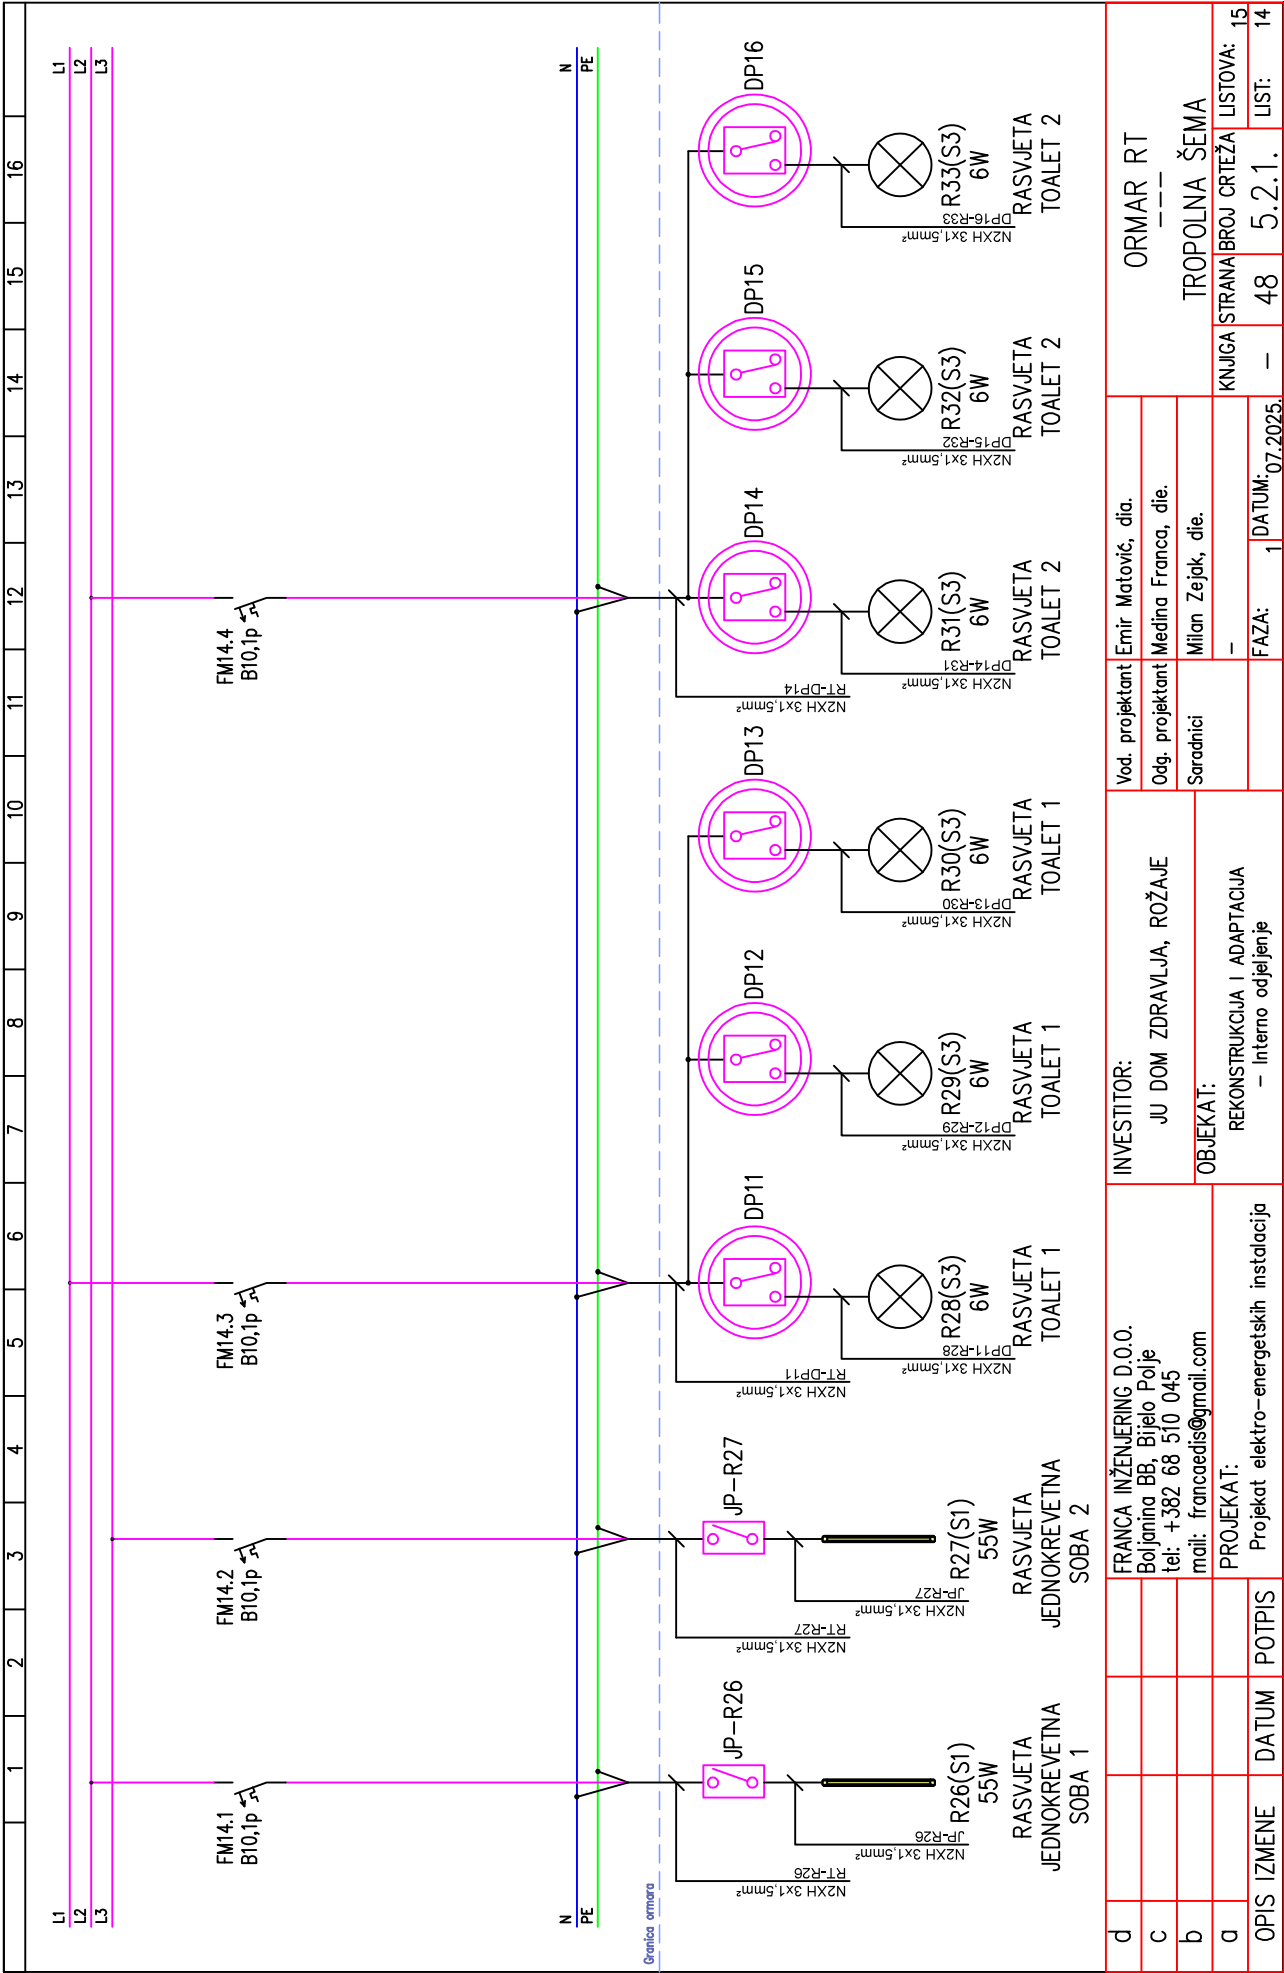 1 2 3 4 5 6 7 8 9 10 11 12 13 14 15 16
L1
L2
L3
L1
L2
L3
FM14.1
B10,1p
FM14.2
B10,1p
FM14.3
B10,1p
FM14.4
B10,1p
N
PE
N
PE
Granica ormara
RT-R26
N2XH 3x1,5mm²
JP-R26
JP-R26
N2XH 3x1,5mm²
R26(S1)
55W
RASVJETA
JEDNOKREVETNA
SOBA 1
RT-R27
N2XH 3x1,5mm²
JP-R27
JP-R27
N2XH 3x1,5mm²
R27(S1)
55W
RASVJETA
JEDNOKREVETNA
SOBA 2
RT-DP11
N2XH 3x1,5mm²
DP11
DP11-R28
N2XH 3x1,5mm²
R28(S3)
6W
RASVJETA
TOALET 1
DP12
DP12-R29
N2XH 3x1,5mm²
R29(S3)
6W
RASVJETA
TOALET 1
DP13
DP13-R30
N2XH 3x1,5mm²
R30(S3)
6W
RASVJETA
TOALET 1
RT-DP14
N2XH 3x1,5mm²
DP14
DP14-R31
N2XH 3x1,5mm²
R31(S3)
6W
RASVJETA
TOALET 2
DP15
DP15-R32
N2XH 3x1,5mm²
R32(S3)
6W
RASVJETA
TOALET 2
DP16
DP16-R33
N2XH 3x1,5mm²
R33(S3)
6W
RASVJETA
TOALET 2
d
c
b
a
OPIS IZMENE DATUM POTPIS
FRANCA INŽENJERING D.O.O.
Boljanina BB, Bijelo Polje
tel: +382 68 510 045
mail: francaedis@gmail.com
PROJEKAT:
Projekat elektro-energetskih instalacija
INVESTITOR:
JU DOM ZDRAVLJA, ROŽAJE
OBJEKAT:
REKONSTRUKCIJA I ADAPTACIJA
- Interno odjeljenje
Vod. projektant Emir Matović, dia.
Odg. projektant Medina Franca, die.
Saradnici Milan Zejak, die.
-
FAZA: 1 DATUM: 07.2025.
ORMAR RT
---
TROPOLNA ŠEMA
KNJIGA STRANA BROJ CRTEŽA LISTOVA: 15
- 48 5.2.1. LIST: 14